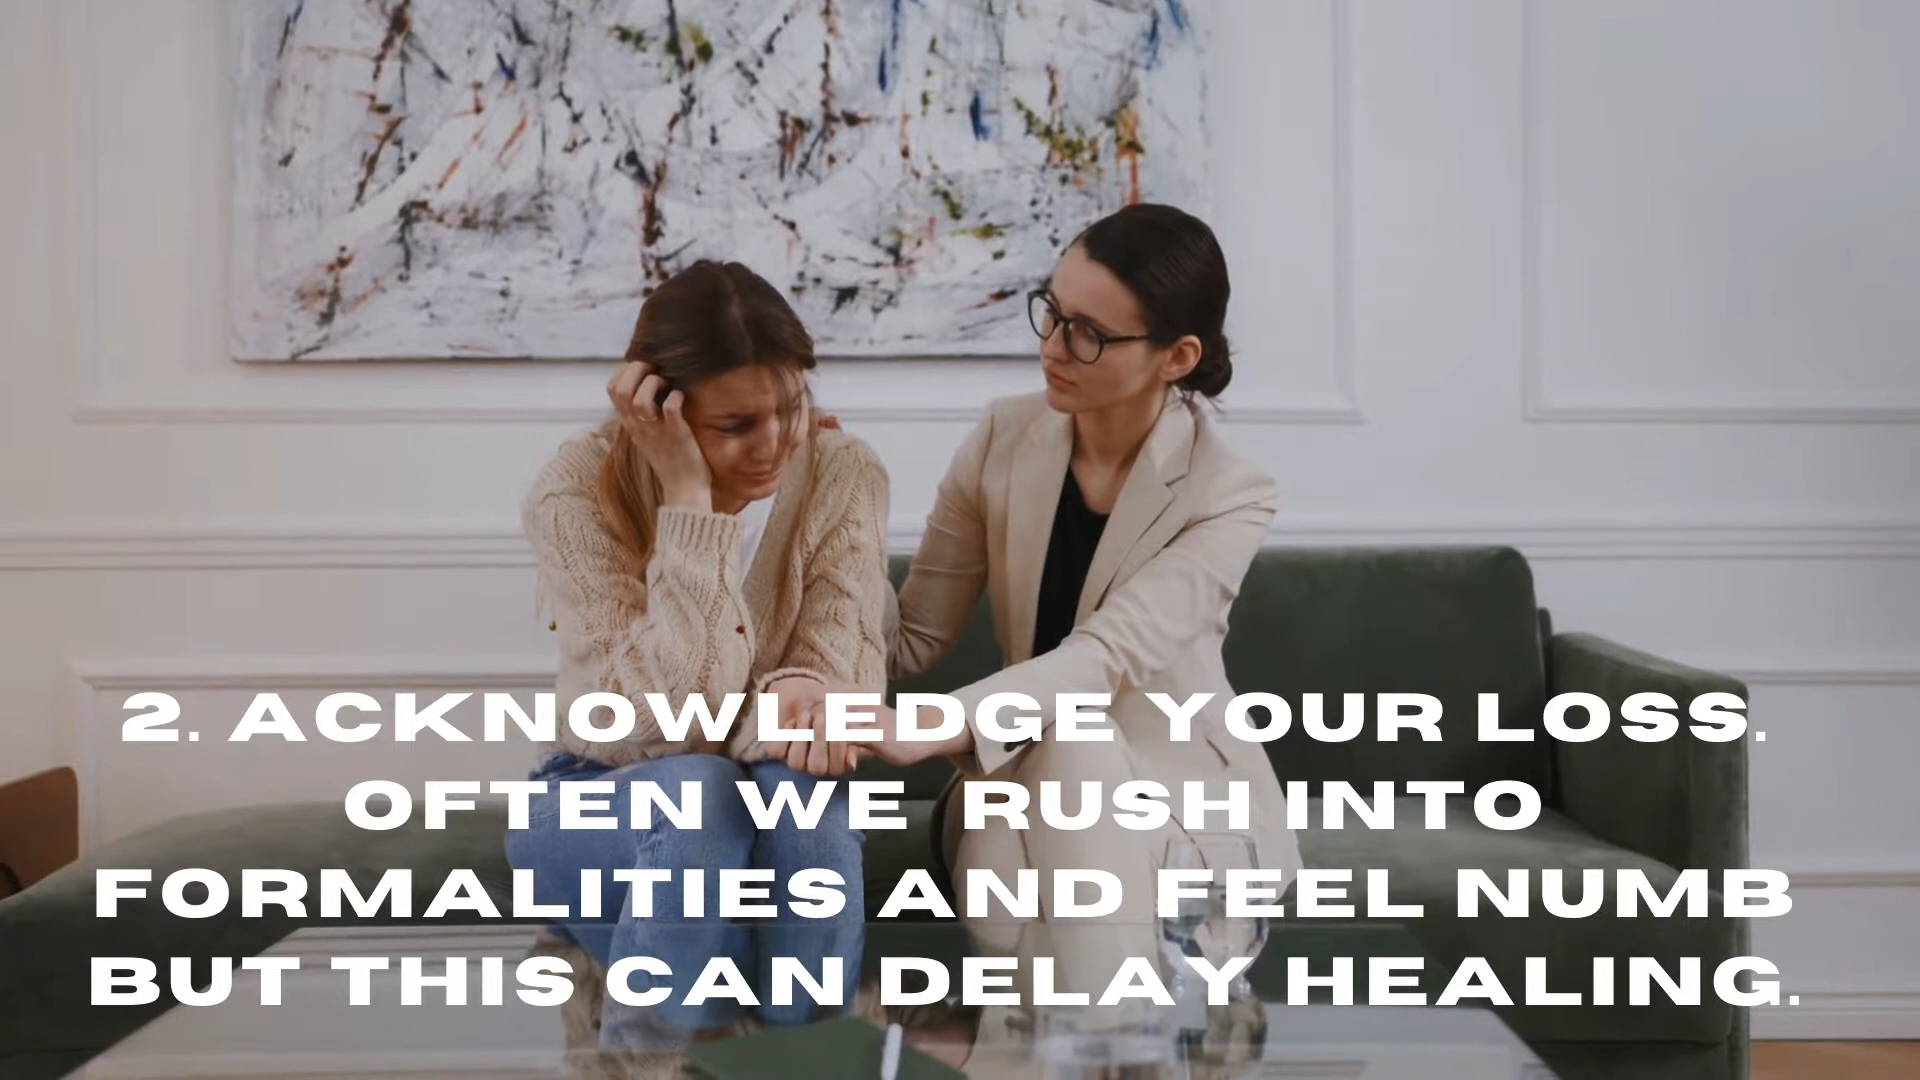 2. ACKNOWLEDGE YOUR LOSS.
OFTEN WE RUSH INTO
FORMALITIES AND FEEL NUMB
BUT THIS CAN DELAY HEALING.